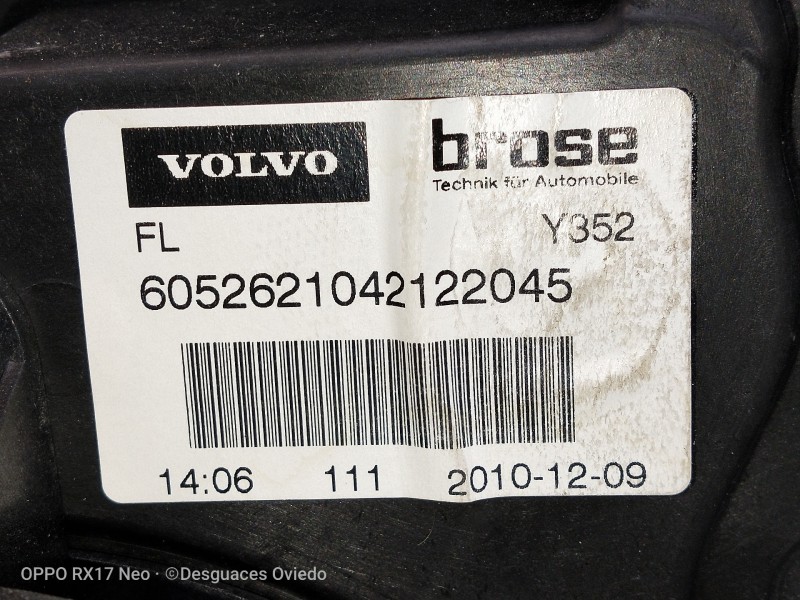 VOLVO
brose
Technik für Automobile
FL Y352
6052621042122045
14:06 111 2010-12-09
OPPO RX17 Neo · ©Desguaces Oviedo